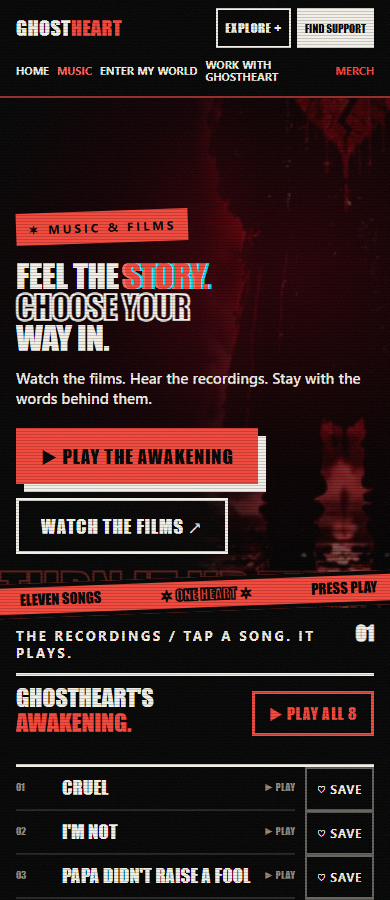 GHOSTHEART
EXPLORE +
FIND SUPPORT
HOME MUSIC ENTER MY WORLD WORK WITH GHOSTHEART MERCH
✶ MUSIC & FILMS
FEEL THE STORY.
CHOOSE YOUR
WAY IN.
Watch the films. Hear the recordings. Stay with the
words behind them.
▶ PLAY THE AWAKENING
WATCH THE FILMS ↗
ELEVEN SONGS ✶ ONE HEART ✶ PRESS PLAY
THE RECORDINGS / TAP A SONG. IT
PLAYS.
01
GHOSTHEART'S
AWAKENING.
▶ PLAY ALL 8
01 CRUEL ▶ PLAY ♡ SAVE
02 I'M NOT ▶ PLAY ♡ SAVE
03 PAPA DIDN'T RAISE A FOOL ▶ PLAY ♡ SAVE